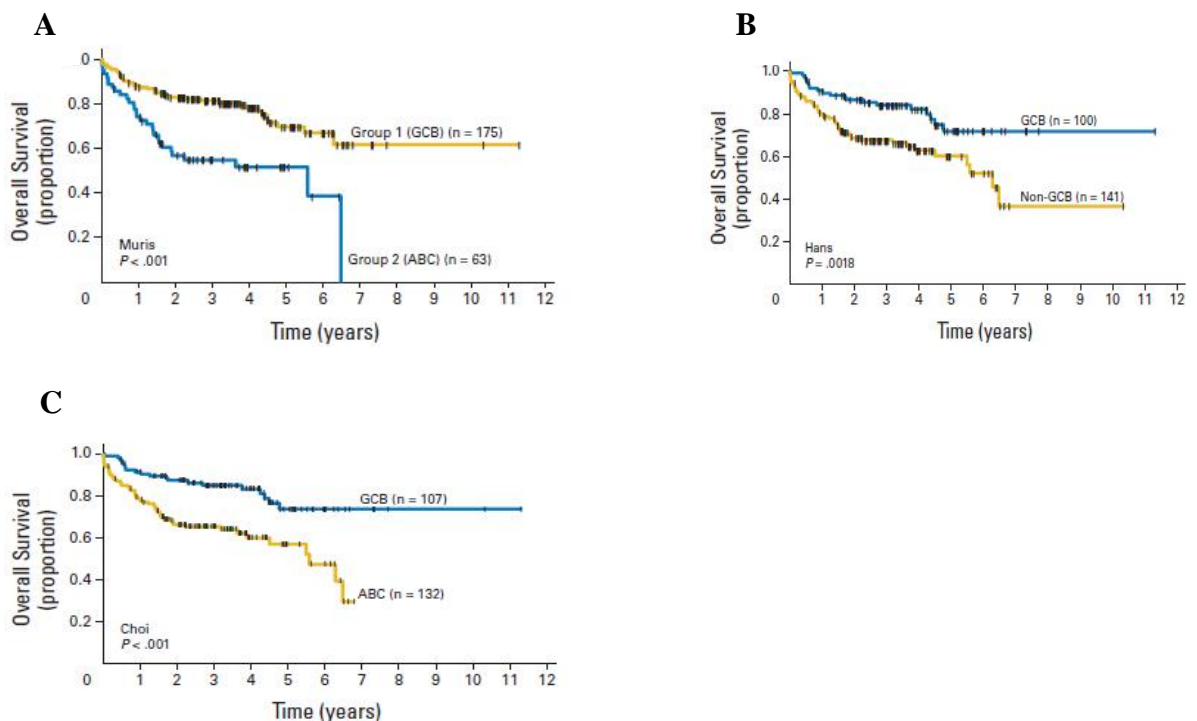 A
0
0.8
0.6
0.4
0.2
0 1 2 3 4 5 6 7 8 9 10 11 12
Overall Survival
(proportion)
Group 1 (GCB) (n = 175)
Group 2 (ABC) (n = 63)
Muris
P < .001
Time (years)
B
1.0
0.8
0.6
0.4
0.2
0 1 2 3 4 5 6 7 8 9 10 11 12
Overall Survival
(proportion)
GCB (n = 100)
Non-GCB (n = 141)
Hans
P = .0018
Time (years)
C
1.0
0.8
0.6
0.4
0.2
0 1 2 3 4 5 6 7 8 9 10 11 12
Overall Survival
(proportion)
GCB (n = 107)
ABC (n = 132)
Choi
P < .001
Time (years)